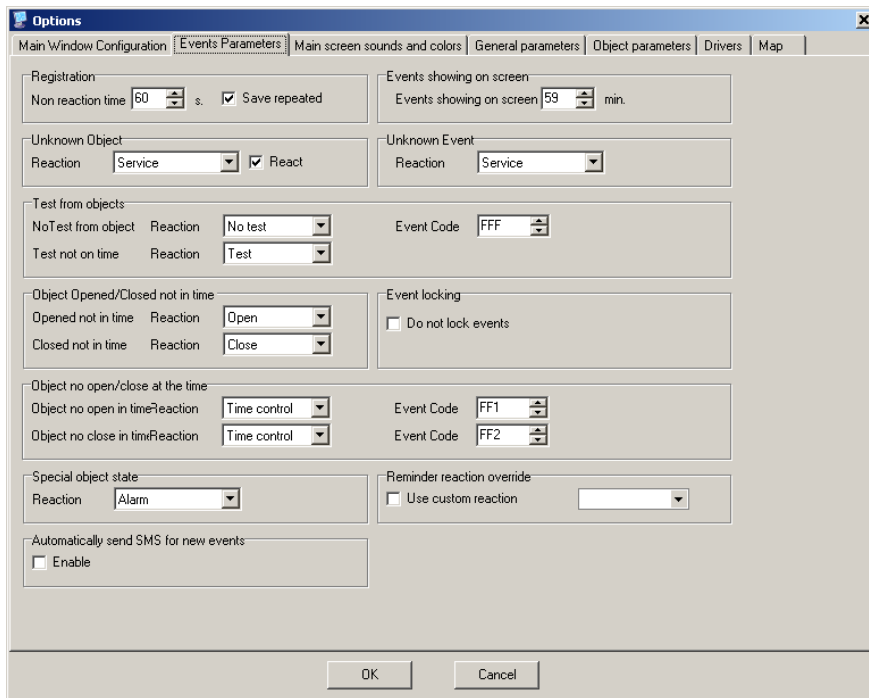 Options
Main Window Configuration Events Parameters Main screen sounds and colors General parameters Object parameters Drivers Map
Registration
Non reaction time 60 s. Save repeated
Events showing on screen
Events showing on screen 59 min.
Unknown Object
Reaction Service React
Unknown Event
Reaction Service
Test from objects
NoTest from object Reaction No test Event Code FFF
Test not on time Reaction Test
Object Opened/Closed not in time
Opened not in time Reaction Open
Closed not in time Reaction Close
Event locking
Do not lock events
Object no open/close at the time
Object no open in timeReaction Time control Event Code FF1
Object no close in timeReaction Time control Event Code FF2
Special object state
Reaction Alarm
Reminder reaction override
Use custom reaction
Automatically send SMS for new events
Enable
OK Cancel